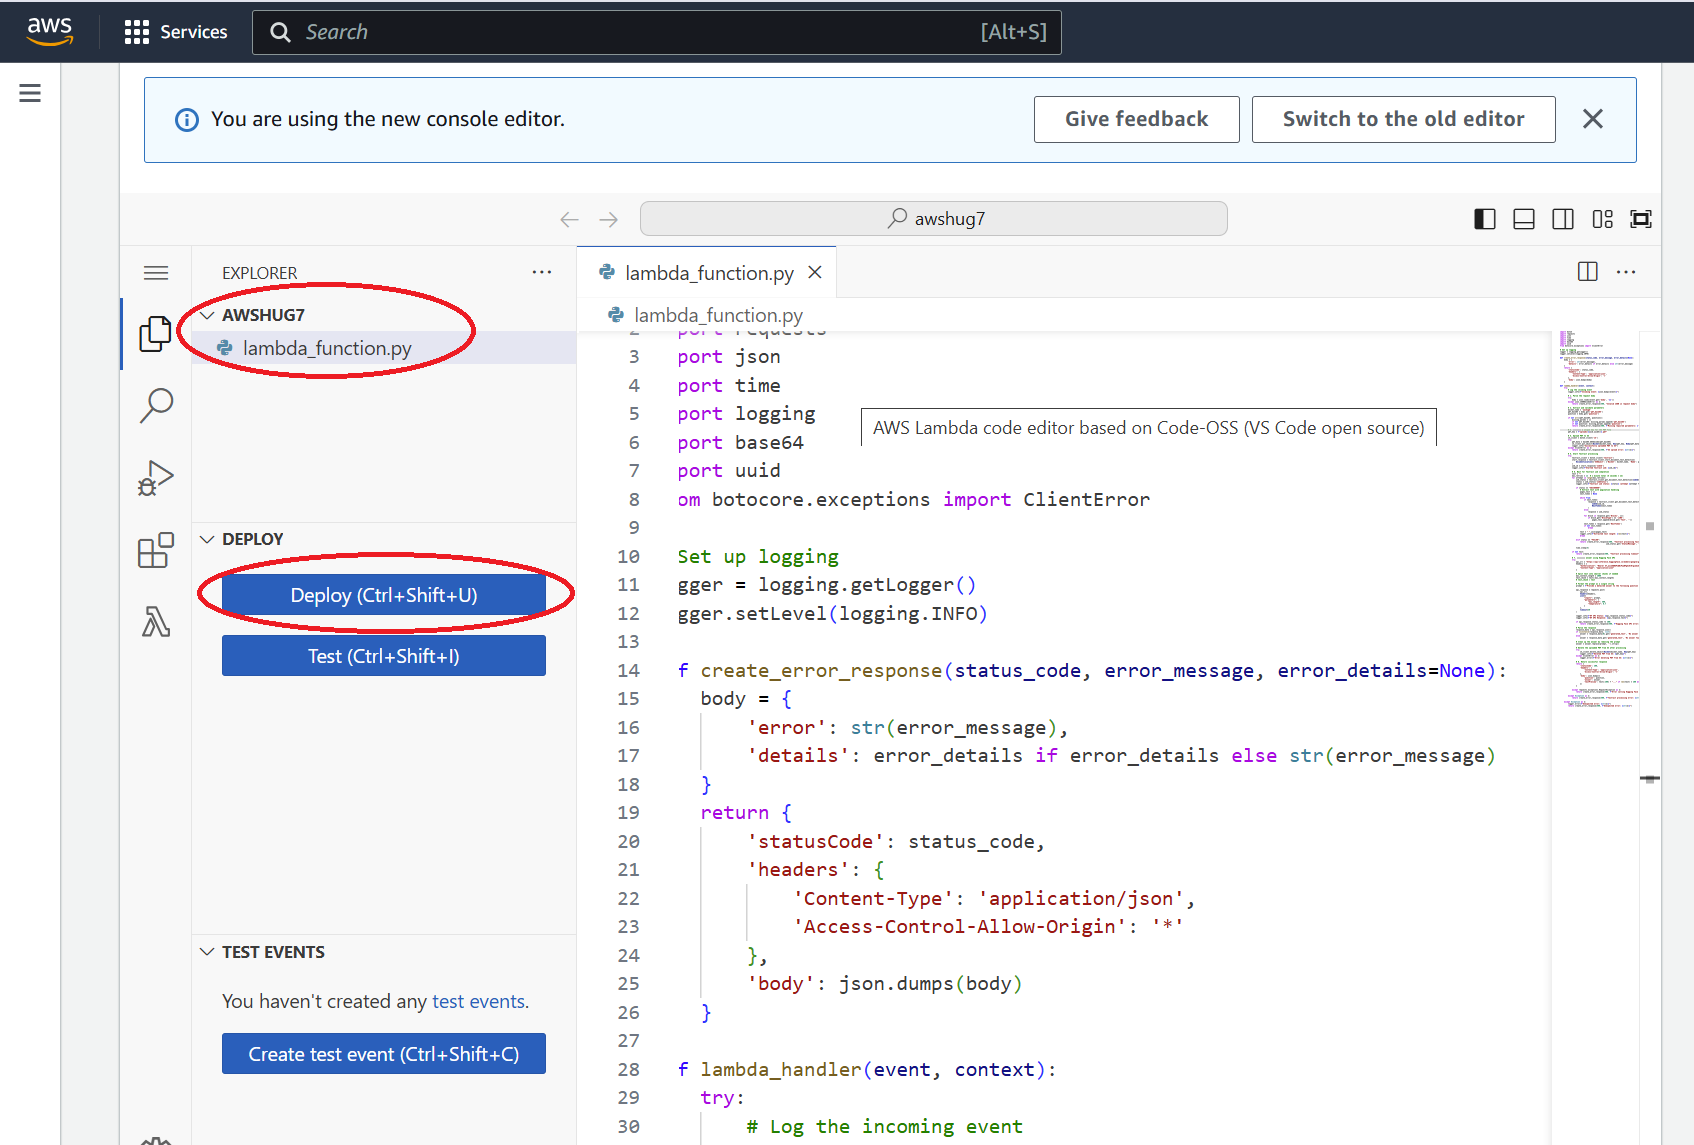 aws
Services
Search
[Alt+S]
You are using the new console editor.
Give feedback
Switch to the old editor
awshug7
EXPLORER
AWSHUG7
lambda_function.py
DEPLOY
Deploy (Ctrl+Shift+U)
Test (Ctrl+Shift+I)
TEST EVENTS
You haven't created any test events.
Create test event (Ctrl+Shift+C)
lambda_function.py
lambda_function.py
2 port requests
3 port json
4 port time
5 port logging
6 port base64
7 port uuid
AWS Lambda code editor based on Code-OSS (VS Code open source)
8 om botocore.exceptions import ClientError
9
10 Set up logging
11 gger = logging.getLogger()
12 gger.setLevel(logging.INFO)
13
14 f create_error_response(status_code, error_message, error_details=None):
15 body = {
16 'error': str(error_message),
17 'details': error_details if error_details else str(error_message)
18 }
19 return {
20 'statusCode': status_code,
21 'headers': {
22 'Content-Type': 'application/json',
23 'Access-Control-Allow-Origin': '*'
24 },
25 'body': json.dumps(body)
26 }
27
28 f lambda_handler(event, context):
29 try:
30 # Log the incoming event